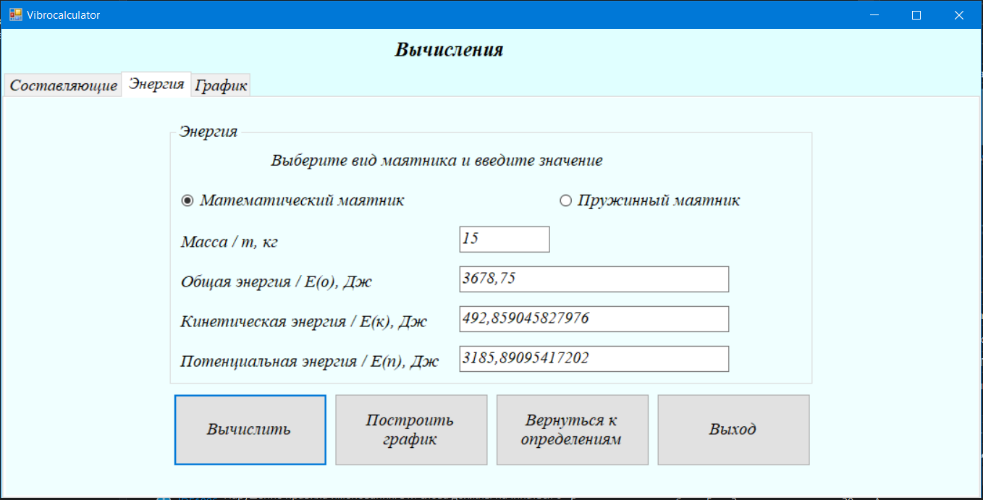 Vibrocalculator
Вычисления
Составляющие Энергия График
Энергия
Выберите вид маятника и введите значение
Математический маятник Пружинный маятник
Масса / m, кг 15
Общая энергия / E(о), Дж 3678,75
Кинетическая энергия / E(к), Дж 492,859045827976
Потенциальная энергия / E(п), Дж 3185,89095417202
Вычислить
Построить
график
Вернуться к
определениям
Выход